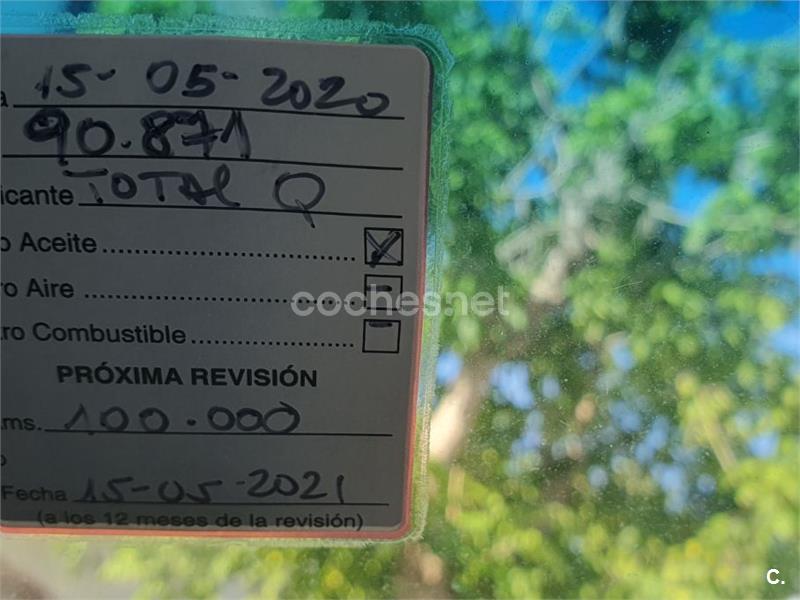 a 15-05-2020
90.871
icante TOTAL Q
o Aceite
ro Aire
coches.net
ro Combustible
PRÓXIMA REVISIÓN
ms. 100.000
o
Fecha 15-05-2021
(a los 12 meses de la revisión)
C.